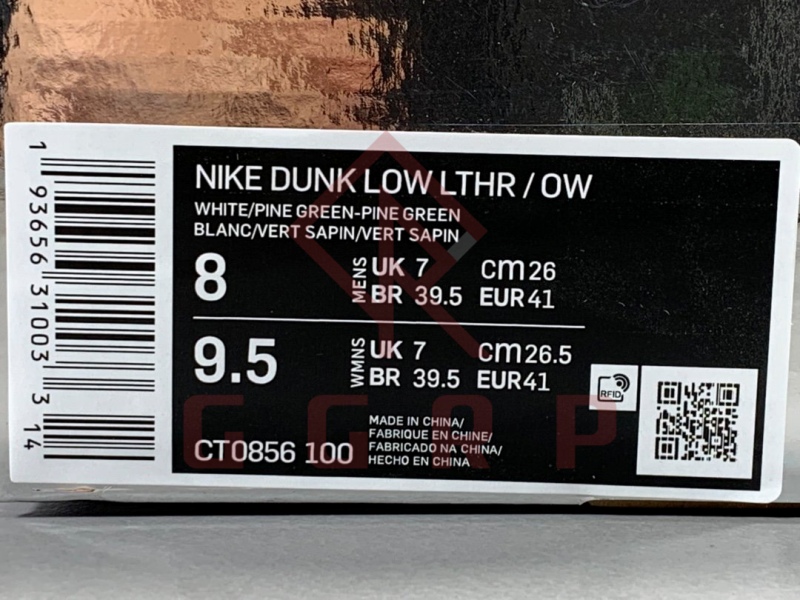 1 93656 31003 3 14
NIKE DUNK LOW LTHR / OW
WHITE/PINE GREEN-PINE GREEN
BLANC/VERT SAPIN/VERT SAPIN
8
MENS
UK 7 cm 26
BR 39.5 EUR 41
9.5
WMNS
UK 7 cm 26.5
BR 39.5 EUR 41
RFID
CT0856 100
MADE IN CHINA/
FABRIQUE EN CHINE/
FABRICADO NA CHINA/
HECHO EN CHINA